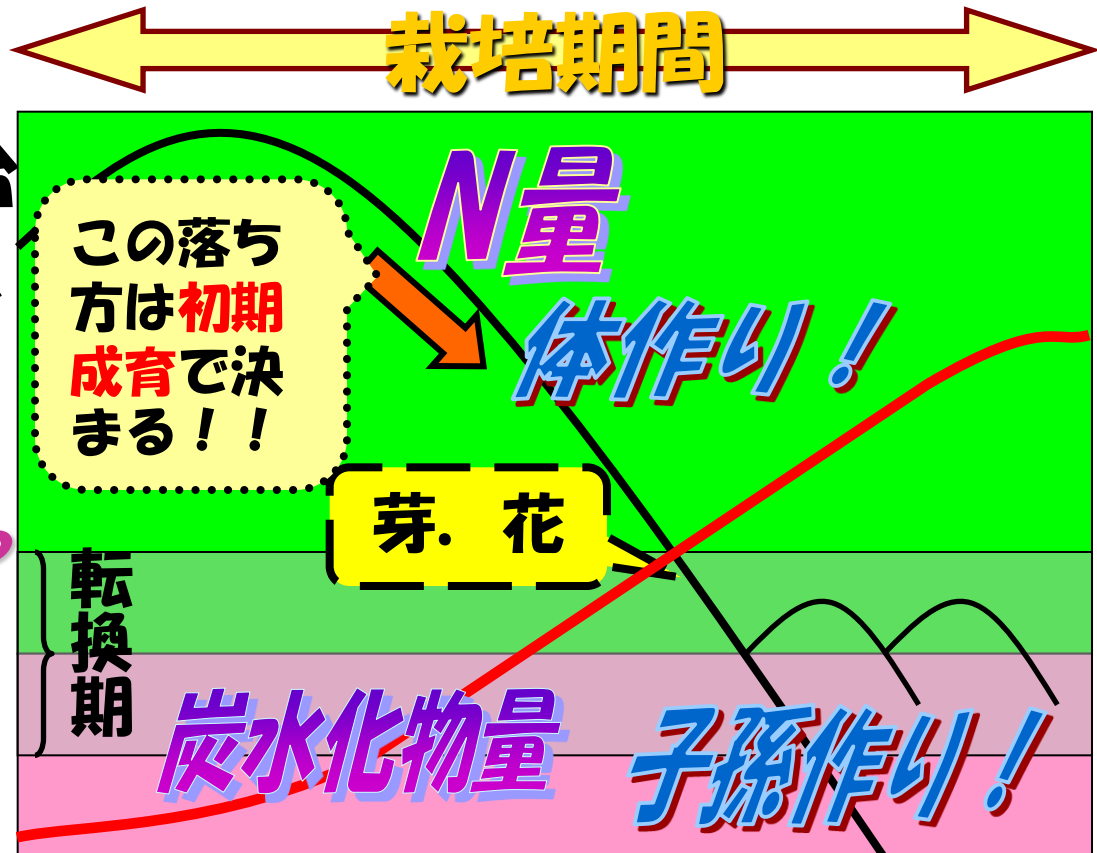 栽培期間
N量
この落ち
方は初期
成育で決
まる！！
体作り！
芽．花
転換期
炭水化物量
子孫作り！